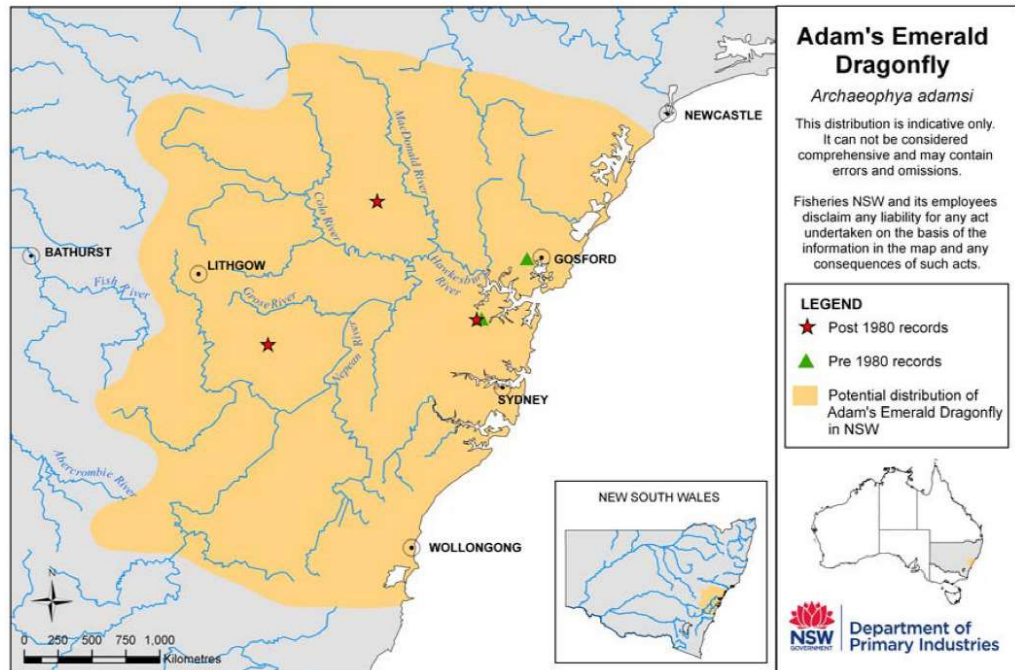 Adam's Emerald
Dragonfly
Archaeophya adamsi
This distribution is indicative only.
It can not be considered
comprehensive and may contain
errors and omissions.
Fisheries NSW and its employees
disclaim any liability for any act
undertaken on the basis of the
information in the map and any
consequences of such acts.
LEGEND
Post 1980 records
Pre 1980 records
Potential distribution of
Adam's Emerald Dragonfly
in NSW
NEWCASTLE
MacDonald River
Colo River
BATHURST
LITHGOW
Hawkesbury
River
GOSFORD
Fish River
Grose River
Nepean River
SYDNEY
Abercrombie River
WOLLONGONG
NEW SOUTH WALES
N
0 250 500 750 1,000
Kilometres
NSW
GOVERNMENT
Department of
Primary Industries